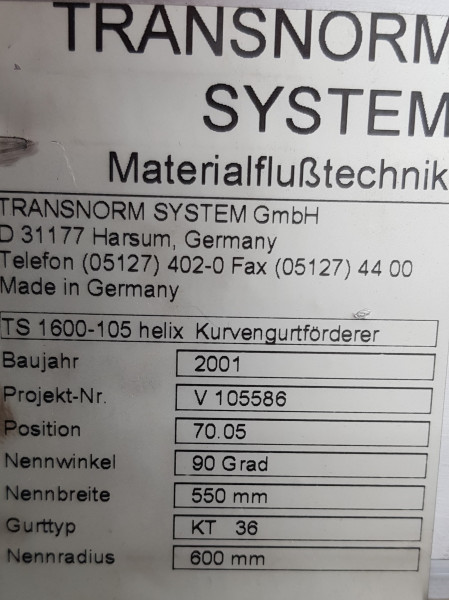 TRANSNORM
SYSTEM
Materialflußtechnik
TRANSNORM SYSTEM GmbH
D 31177 Harsum, Germany
Telefon (05127) 402-0 Fax (05127) 44 00
Made in Germany
TS 1600-105 helix Kurvengurtförderer
Baujahr 2001
Projekt-Nr. V 105586
Position 70.05
Nennwinkel 90 Grad
Nennbreite 550 mm
Gurttyp KT 36
Nennradius 600 mm